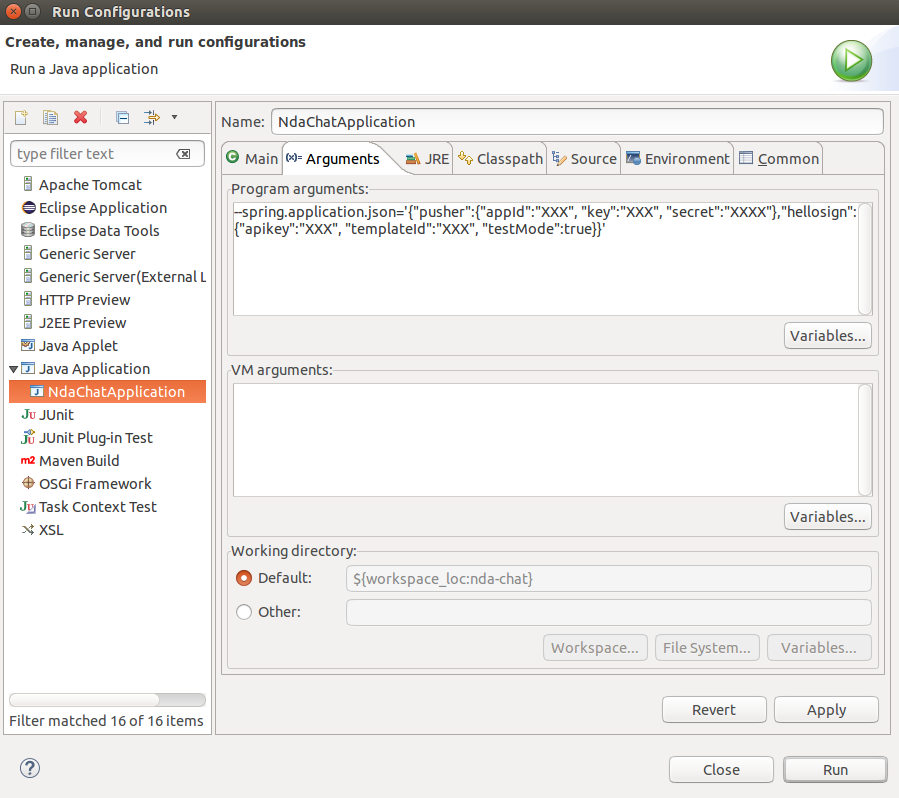 Run Configurations
Create, manage, and run configurations
Run a Java application
type filter text
Apache Tomcat
Eclipse Application
Eclipse Data Tools
Generic Server
Generic Server(External L
HTTP Preview
J2EE Preview
Java Applet
Java Application
NdaChatApplication
JUnit
JUnit Plug-in Test
Maven Build
OSGi Framework
Task Context Test
XSL
Filter matched 16 of 16 items
Name: NdaChatApplication
Main (x)= Arguments JRE Classpath Source Environment Common
Program arguments:
--spring.application.json='{"pusher":{"appId":"XXX", "key":"XXX", "secret":"XXXX"},"hellosign":
{"apikey":"XXX", "templateId":"XXX", "testMode":true}}'
Variables...
VM arguments:
Variables...
Working directory:
Default: ${workspace_loc:nda-chat}
Other:
Workspace... File System... Variables...
Revert Apply
? Close Run